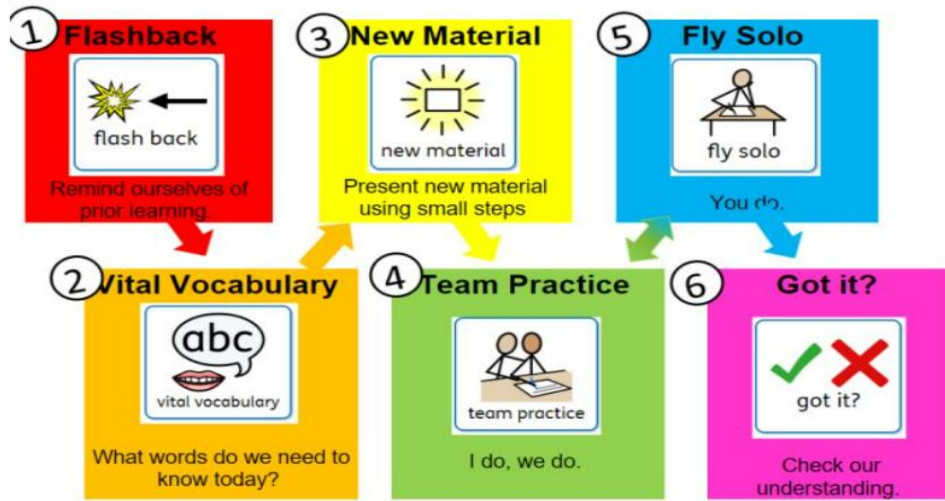 1
Flashback
flash back
Remind ourselves of
prior learning.
2
Vital Vocabulary
abc
vital vocabulary
What words do we need to
know today?
3
New Material
new material
Present new material
using small steps
4
Team Practice
team practice
I do, we do.
5
Fly Solo
fly solo
You do.
6
Got it?
got it?
Check our
understanding.